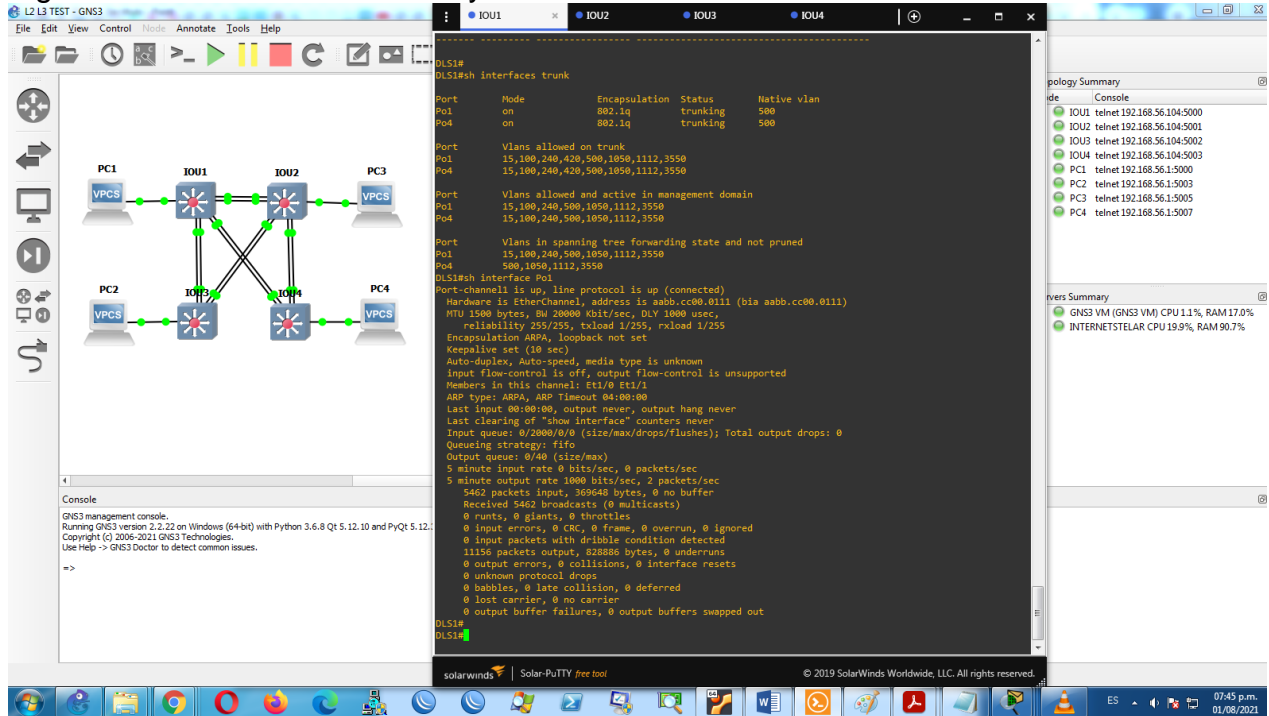 L2 L3 TEST - GNS3
File Edit View Control Node Annotate Tools Help
PC1
IOU1
IOU2
PC3
VPCS
VPCS
PC2
IOU3
IOU4
PC4
VPCS
VPCS
Console
GNS3 management console.
Running GNS3 version 2.2.22 on Windows (64-bit) with Python 3.6.8 Qt 5.12.10 and PyQt 5.12.
Copyright (c) 2006-2021 GNS3 Technologies.
Use Help -> GNS3 Doctor to detect common issues.
=>
IOU1 × IOU2 IOU3 IOU4
------- --------- ---------------- -----------------------------------------
DLS1#
DLS1#sh interfaces trunk
Port Mode Encapsulation Status Native vlan
Po1 on 802.1q trunking 500
Po4 on 802.1q trunking 500
Port Vlans allowed on trunk
Po1 15,100,240,420,500,1050,1112,3550
Po4 15,100,240,420,500,1050,1112,3550
Port Vlans allowed and active in management domain
Po1 15,100,240,500,1050,1112,3550
Po4 15,100,240,500,1050,1112,3550
Port Vlans in spanning tree forwarding state and not pruned
Po1 15,100,240,500,1050,1112,3550
Po4 500,1050,1112,3550
DLS1#sh interface Po1
Port-channel1 is up, line protocol is up (connected)
Hardware is EtherChannel, address is aabb.cc00.0111 (bia aabb.cc00.0111)
MTU 1500 bytes, BW 20000 Kbit/sec, DLY 1000 usec,
reliability 255/255, txload 1/255, rxload 1/255
Encapsulation ARPA, loopback not set
Keepalive set (10 sec)
Auto-duplex, Auto-speed, media type is unknown
input flow-control is off, output flow-control is unsupported
Members in this channel: Et1/0 Et1/1
ARP type: ARPA, ARP Timeout 04:00:00
Last input 00:00:00, output never, output hang never
Last clearing of "show interface" counters never
Input queue: 0/2000/0/0 (size/max/drops/flushes); Total output drops: 0
Queueing strategy: fifo
Output queue: 0/40 (size/max)
5 minute input rate 0 bits/sec, 0 packets/sec
5 minute output rate 1000 bits/sec, 2 packets/sec
5462 packets input, 369648 bytes, 0 no buffer
Received 5462 broadcasts (0 multicasts)
0 runts, 0 giants, 0 throttles
0 input errors, 0 CRC, 0 frame, 0 overrun, 0 ignored
0 input packets with dribble condition detected
11156 packets output, 828886 bytes, 0 underruns
0 output errors, 0 collisions, 0 interface resets
0 unknown protocol drops
0 babbles, 0 late collision, 0 deferred
0 lost carrier, 0 no carrier
0 output buffer failures, 0 output buffers swapped out
DLS1#
DLS1#
solarwinds Solar-PuTTY free tool © 2019 SolarWinds Worldwide, LLC. All rights reserved.
pology Summary
de Console
IOU1 telnet 192.168.56.104:5000
IOU2 telnet 192.168.56.104:5001
IOU3 telnet 192.168.56.104:5002
IOU4 telnet 192.168.56.104:5003
PC1 telnet 192.168.56.1:5000
PC2 telnet 192.168.56.1:5003
PC3 telnet 192.168.56.1:5005
PC4 telnet 192.168.56.1:5007
rvers Summary
GNS3 VM (GNS3 VM) CPU 1.1%, RAM 17.0%
INTERNETSTELAR CPU 19.9%, RAM 90.7%
ES
07:45 p.m.
01/08/2021